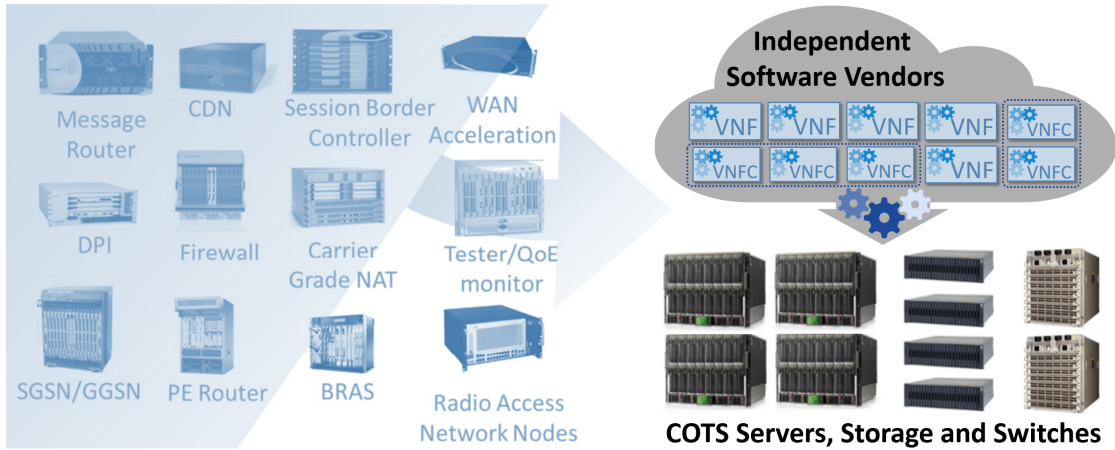 Message
Router
CDN
Session Border
Controller
WAN
Acceleration
DPI
Firewall
Carrier
Grade NAT
Tester/QoE
monitor
SGSN/GGSN
PE Router
BRAS
Radio Access
Network Nodes
Independent
Software Vendors
VNF VNF VNF VNF VNFC
VNFC VNFC VNFC VNF VNFC
COTS Servers, Storage and Switches